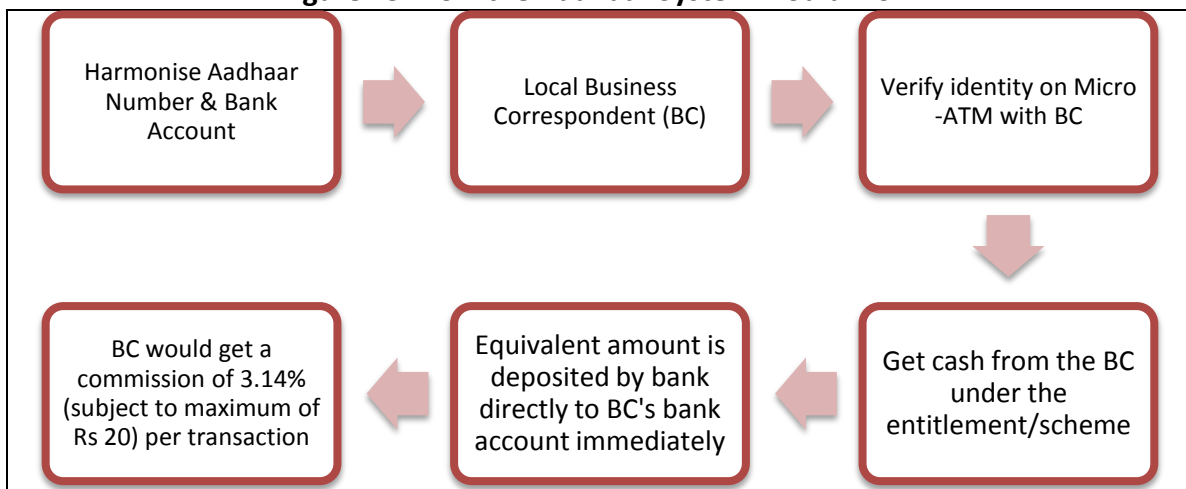 Harmonise Aadhaar
Number & Bank
Account
Local Business
Correspondent (BC)
Verify identity on Micro
-ATM with BC
Get cash from the BC
under the
entitlement/scheme
Equivalent amount is
deposited by bank
directly to BC's bank
account immediately
BC would get a
commission of 3.14%
(subject to maximum of
Rs 20) per transaction